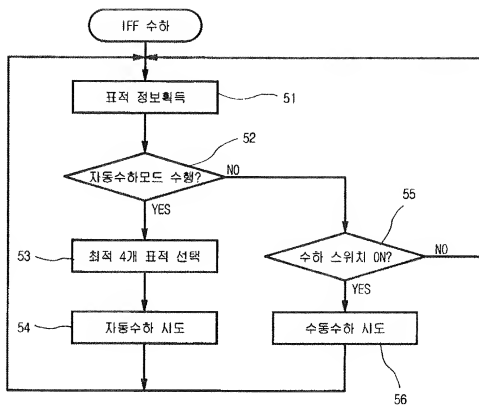 IFF 수하
표적 정보획득
51
52
자동수하모드 수행?
NO
YES
55
53
최적 4개 표적 선택
수하 스위치 ON?
NO
YES
54
자동수하 시도
수동수하 시도
56